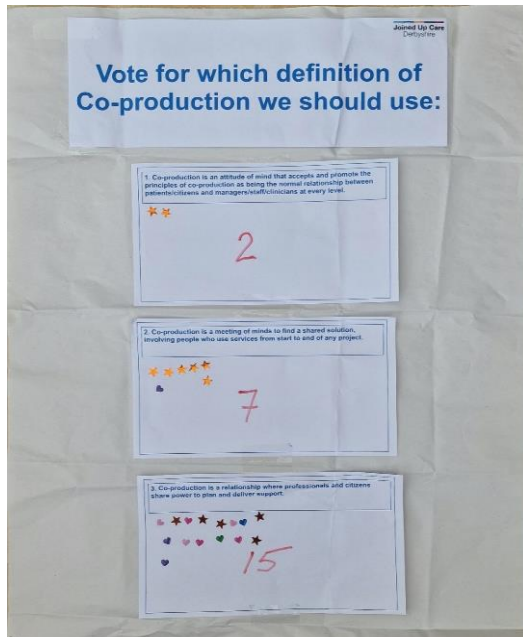 Joined Up Care
Derbyshire
Vote for which definition of
Co-production we should use:
1. Co-production is an attitude of mind that accepts and promote the
principles of co-production as being the normal relationship between
patients/citizens and managers/staff/clinicians at every level.
2
2. Co-production is a meeting of minds to find a shared solution,
involving people who use services from start to end of any project.
7
3. Co-production is a relationship where professionals and citizens
share power to plan and deliver support.
15